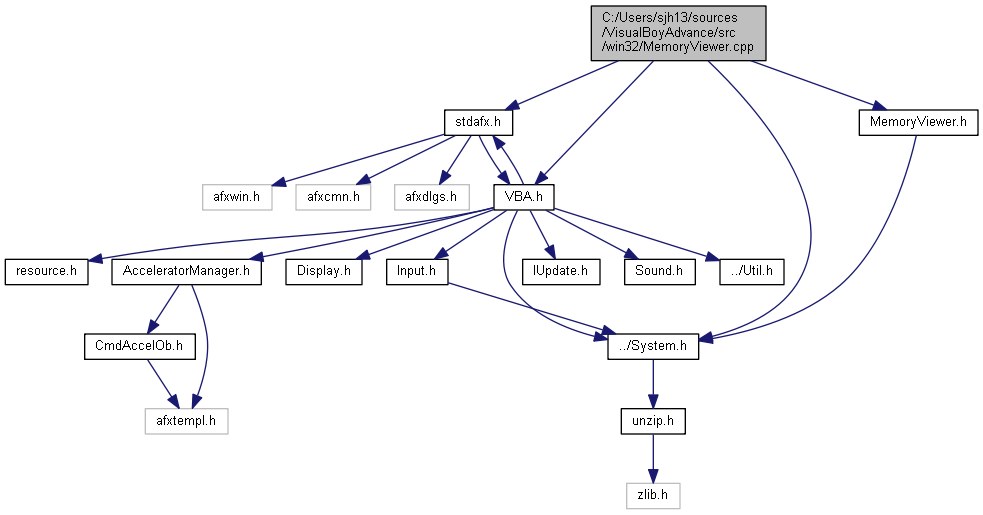 C:/Users/sjh13/sources
/VisualBoyAdvance/src
/win32/MemoryViewer.cpp
stdafx.h
MemoryViewer.h
afxwin.h
afxcmn.h
afxdlgs.h
VBA.h
resource.h
AcceleratorManager.h
Display.h
Input.h
IUpdate.h
Sound.h
../Util.h
CmdAccelOb.h
../System.h
afxtempl.h
unzip.h
zlib.h